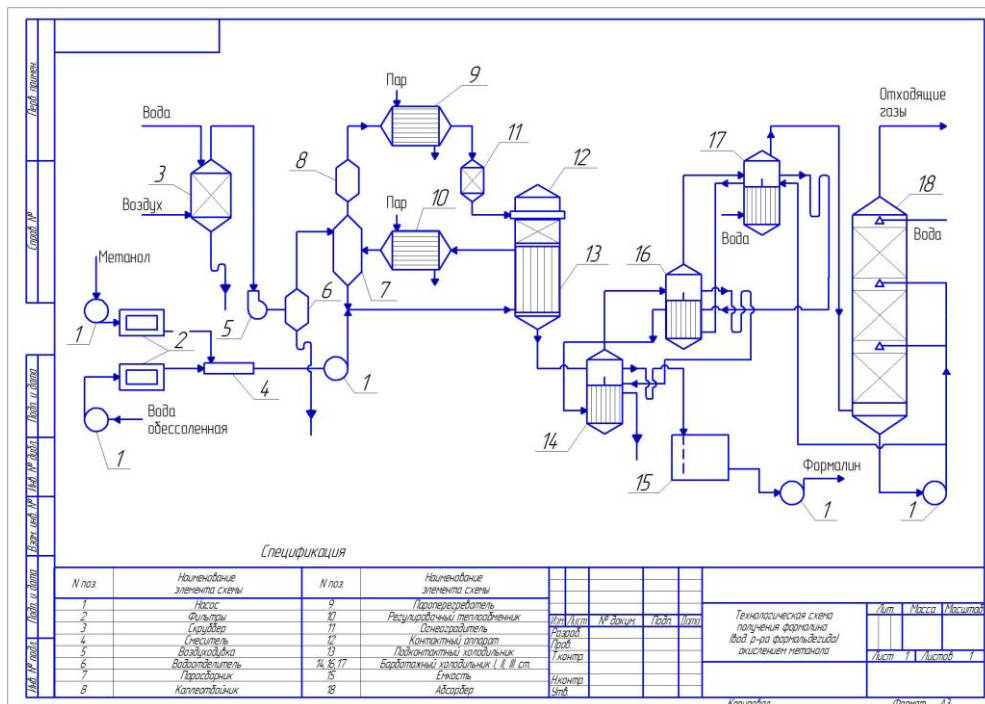 Перв. примен.
Справ. №
Подп. и дата
Инв. № дубл.
Взам. инв. №
Подп. и дата
Инв. № подл.
Вода
3
Воздух
Метанол
1
2
4
Вода
обессоленная
1
5
6
1
7
8
Пар
9
Пар
10
11
12
13
14
15
16
17
Вода
Отходящие
газы
18
Вода
Формалин
1
1
Спецификация
N поз. Наименование элемента схемы N поз. Наименование элемента схемы
1 Насос 9 Пароперегреватель
2 Фильтры 10 Регулировочный теплообменник
3 Скруббер 11 Огнеградитель
4 Смеситель 12 Контактный аппарат
5 Воздуходувка 13 Подконтактный холодильник
6 Водоотделитель 14,16,17 Барботажный холодильник I, II, III ст.
7 Паросборник 15 Емкость
8 Каплеотбойник 18 Абсорбер
Изм. Лист № докум. Подп. Дата
Разраб.
Пров.
Т.контр.
Н.контр.
Утв.
Технологическая схема
получения формалина
(вод. р-ра формальдегида)
окислением метанола
Лит. Масса Масштаб
Лист 1 Листов 1
Копировал
Формат А3